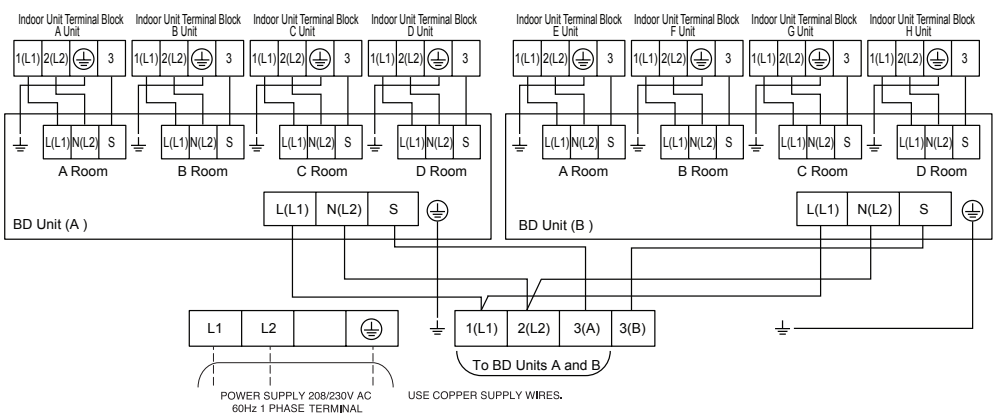 Indoor Unit Terminal Block
A Unit
Indoor Unit Terminal Block
B Unit
Indoor Unit Terminal Block
C Unit
Indoor Unit Terminal Block
D Unit
Indoor Unit Terminal Block
E Unit
Indoor Unit Terminal Block
F Unit
Indoor Unit Terminal Block
G Unit
Indoor Unit Terminal Block
H Unit
1(L1) 2(L2) 3
1(L1) 2(L2) 3
1(L1) 2(L2) 3
1(L1) 2(L2) 3
1(L1) 2(L2) 3
1(L1) 2(L2) 3
1(L1) 2(L2) 3
1(L1) 2(L2) 3
L(L1) N(L2) S
L(L1) N(L2) S
L(L1) N(L2) S
L(L1) N(L2) S
L(L1) N(L2) S
L(L1) N(L2) S
L(L1) N(L2) S
L(L1) N(L2) S
A Room
B Room
C Room
D Room
A Room
B Room
C Room
D Room
L(L1) N(L2) S
BD Unit (A )
L(L1) N(L2) S
BD Unit (B )
L1 L2
1(L1) 2(L2) 3(A) 3(B)
To BD Units A and B
POWER SUPPLY 208/230V AC
60Hz 1 PHASE TERMINAL
USE COPPER SUPPLY WIRES.